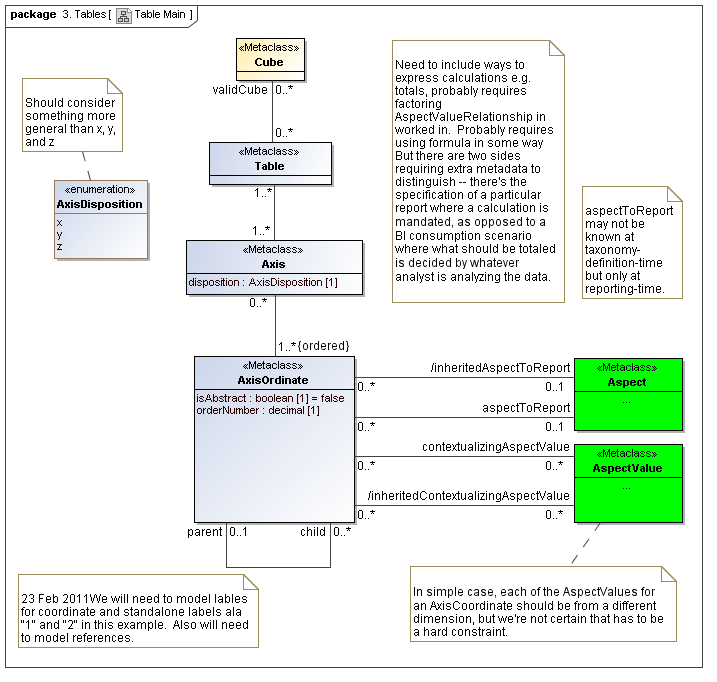 package 3. Tables [ Table Main ]
«Metaclass»
Cube
validCube 0..*
0..*
«Metaclass»
Table
1..*
1..*
«Metaclass»
Axis
disposition : AxisDisposition [1]
0..*
1..* {ordered}
«Metaclass»
AxisOrdinate
isAbstract : boolean [1] = false
orderNumber : decimal [1]
parent 0..1 child 0..*
Should consider
something more
general than x, y,
and z
«enumeration»
AxisDisposition
x
y
z
Need to include ways to
express calculations e.g.
totals, probably requires
factoring
AspectValueRelationship in
worked in.  Probably requires
using formula in some way
But there are two sides
requiring extra metadata to
distinguish -- there's the
specification of a particular
report where a calculation is
mandated, as opposed to a
BI consumption scenario
where what should be totaled
is decided by whatever
analyst is analyzing the data.
aspectToReport
may not be
known at
taxonomy-
definition-time
but only at
reporting-time.
/inheritedAspectToReport
0..* 0..1
aspectToReport
0..* 0..1
«Metaclass»
Aspect
...
contextualizingAspectValue
0..* 0..*
/inheritedContextualizingAspectValue
0..* 0..*
«Metaclass»
AspectValue
...
23 Feb 2011We will need to model lables
for coordinate and standalone labels ala
"1" and "2" in this example.  Also will need
to model references.
In simple case, each of the AspectValues for
an AxisCoordinate should be from a different
dimension, but we're not certain that has to be
a hard constraint.